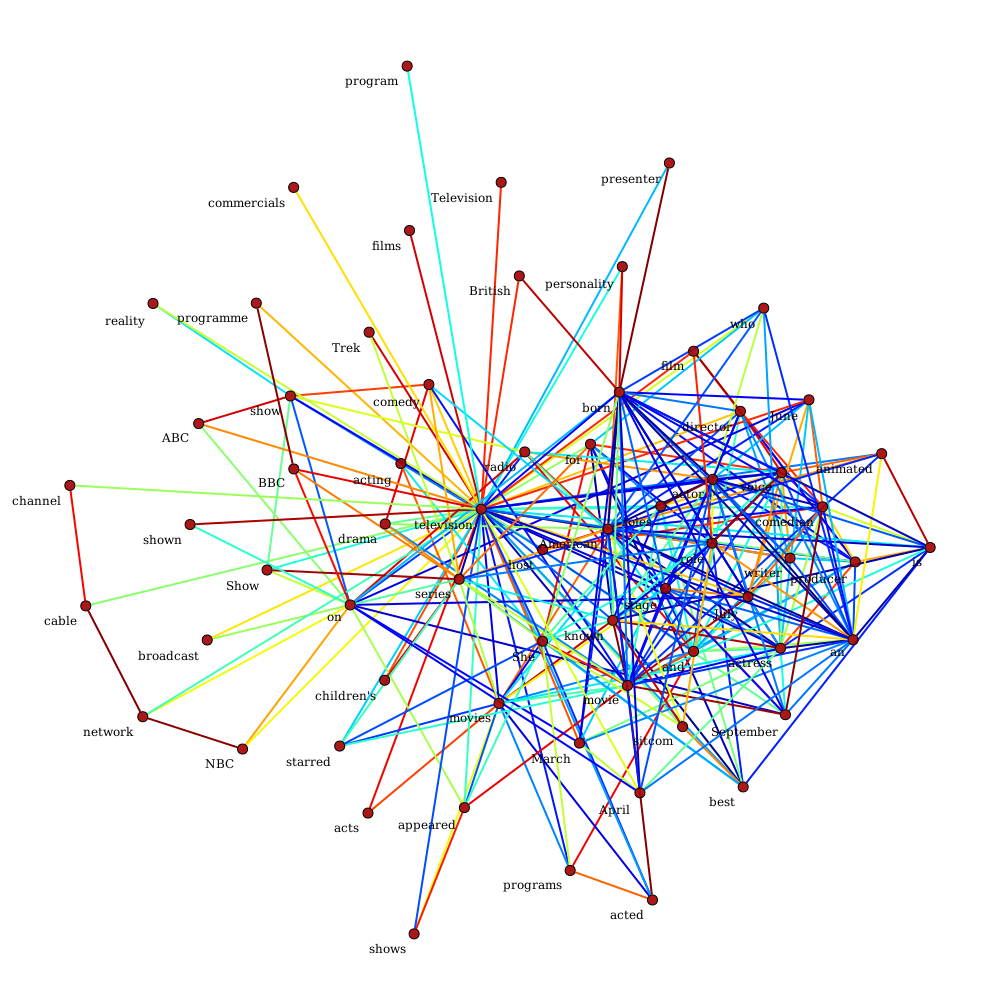 program
presenter
commercials
Television
films
British
personality
reality
programme
who
Trek
film
comedy
show
born
director
June
ABC
radio
for
animated
BBC
acting
voice
actor
channel
television
roles
comedian
shown
drama
American
host
role
is
Show
series
writer
producer
stage
July
on
cable
known
an
broadcast
She
and
actress
children's
movie
network
movies
September
sitcom
NBC
starred
March
best
appeared
April
acts
programs
acted
shows